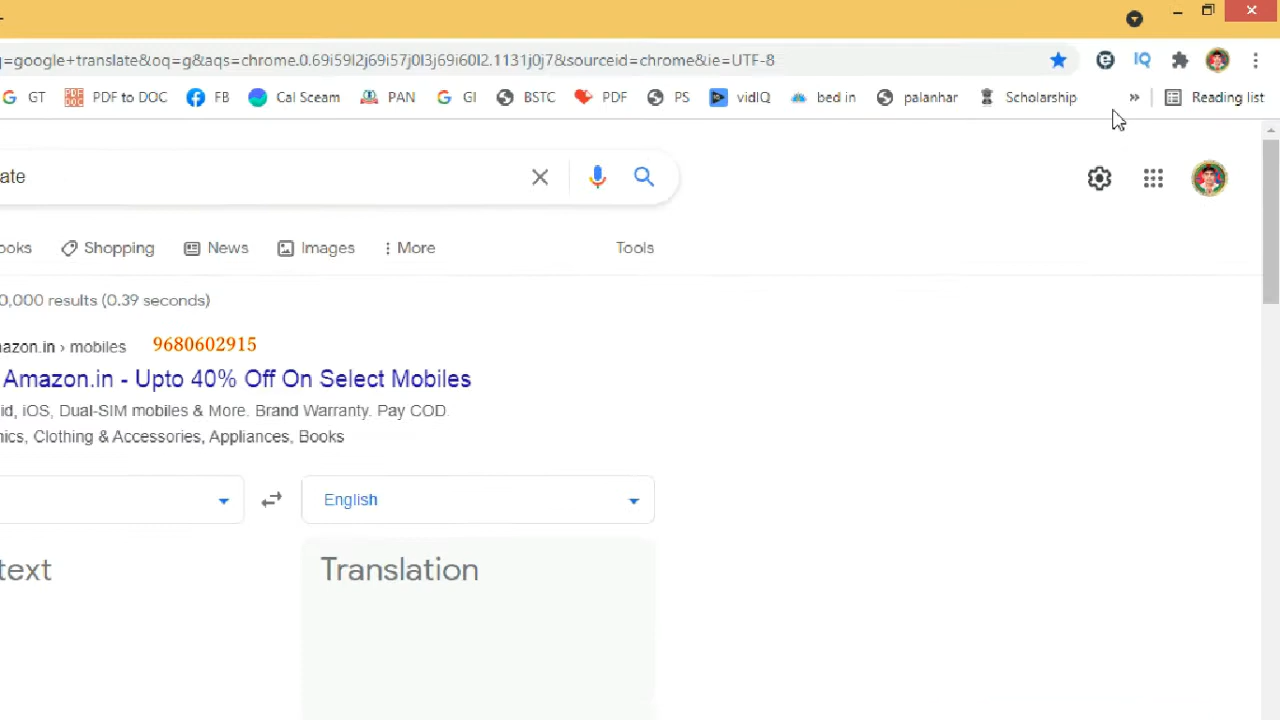 =google+translate&oq=g&aqs=chrome.0.69i59l2j69i57j0l3j69i60l2.1131j0j7&sourceid=chrome&ie=UTF-8
GT PDF to DOC FB Cal Sceam PAN GI BSTC PDF PS vidIQ bed in palanhar Scholarship » Reading list
ate
ooks Shopping News Images More Tools
0,000 results (0.39 seconds)
nazon.in › mobiles 9680602915
Amazon.in - Upto 40% Off On Select Mobiles
id, iOS, Dual-SIM mobiles & More. Brand Warranty. Pay COD.
nics, Clothing & Accessories, Appliances, Books
English
text Translation